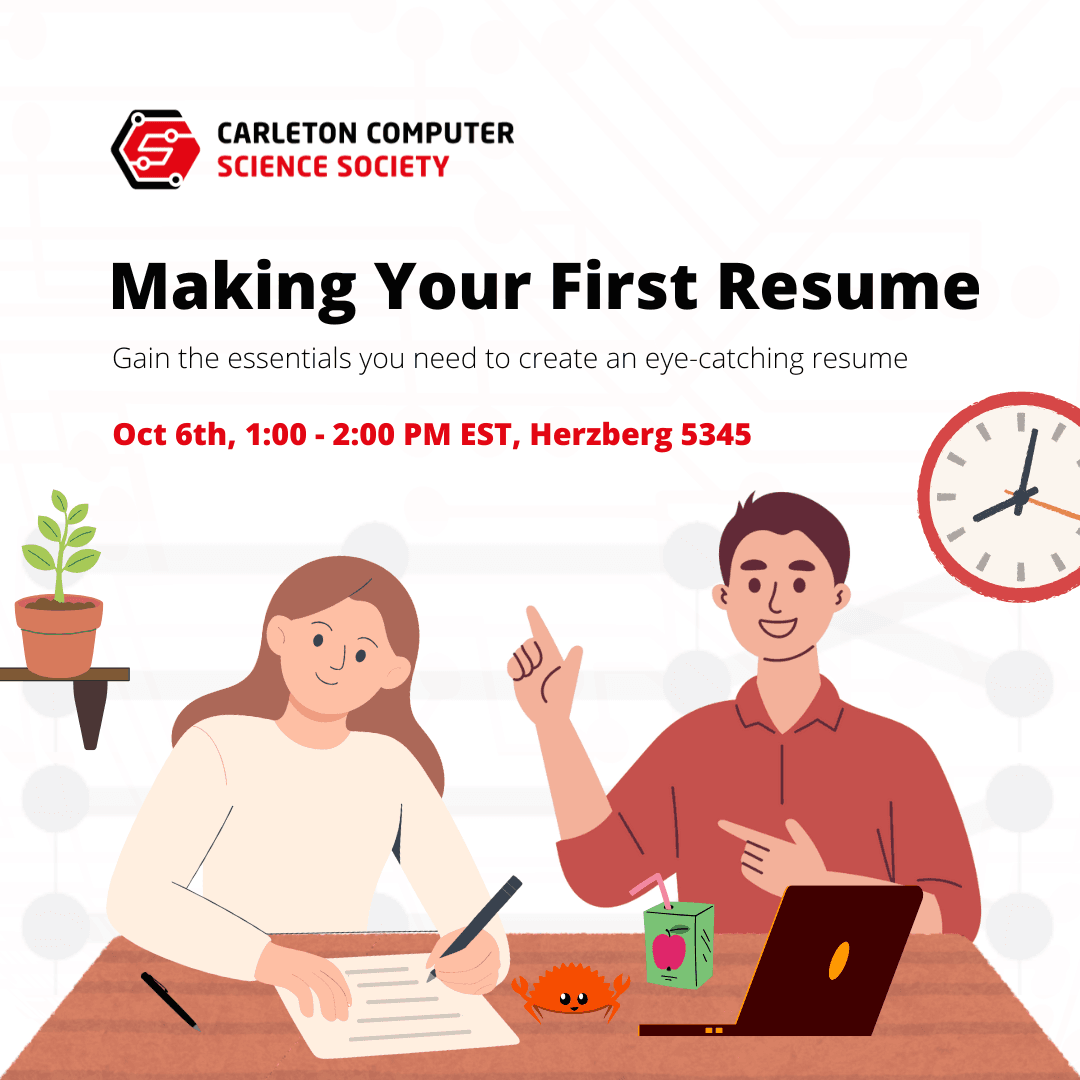 CARLETON COMPUTER
SCIENCE SOCIETY
Making Your First Resume
Gain the essentials you need to create an eye-catching resume
Oct 6th, 1:00 - 2:00 PM EST, Herzberg 5345